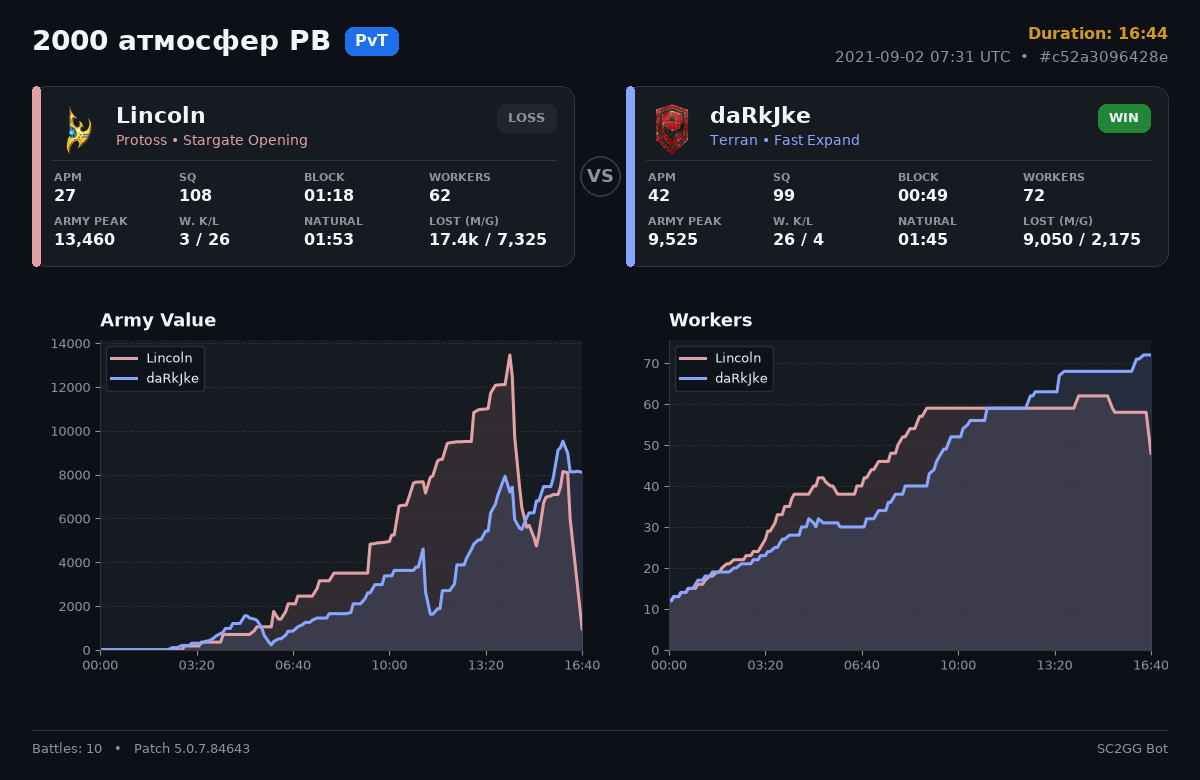 2000 атмосфер PB PvT
Duration: 16:44
2021-09-02 07:31 UTC • #c52a3096428e
Lincoln
LOSS
Protoss • Stargate Opening
APM SQ BLOCK WORKERS
27 108 01:18 62
ARMY PEAK W. K/L NATURAL LOST (M/G)
13,460 3 / 26 01:53 17.4k / 7,325
VS
daRkJke
WIN
Terran • Fast Expand
APM SQ BLOCK WORKERS
42 99 00:49 72
ARMY PEAK W. K/L NATURAL LOST (M/G)
9,525 26 / 4 01:45 9,050 / 2,175
Army Value
Lincoln
daRkJke
14000
12000
10000
8000
6000
4000
2000
0
00:00 03:20 06:40 10:00 13:20 16:40
Workers
Lincoln
daRkJke
70
60
50
40
30
20
10
0
00:00 03:20 06:40 10:00 13:20 16:40
Battles: 10 • Patch 5.0.7.84643
SC2GG Bot